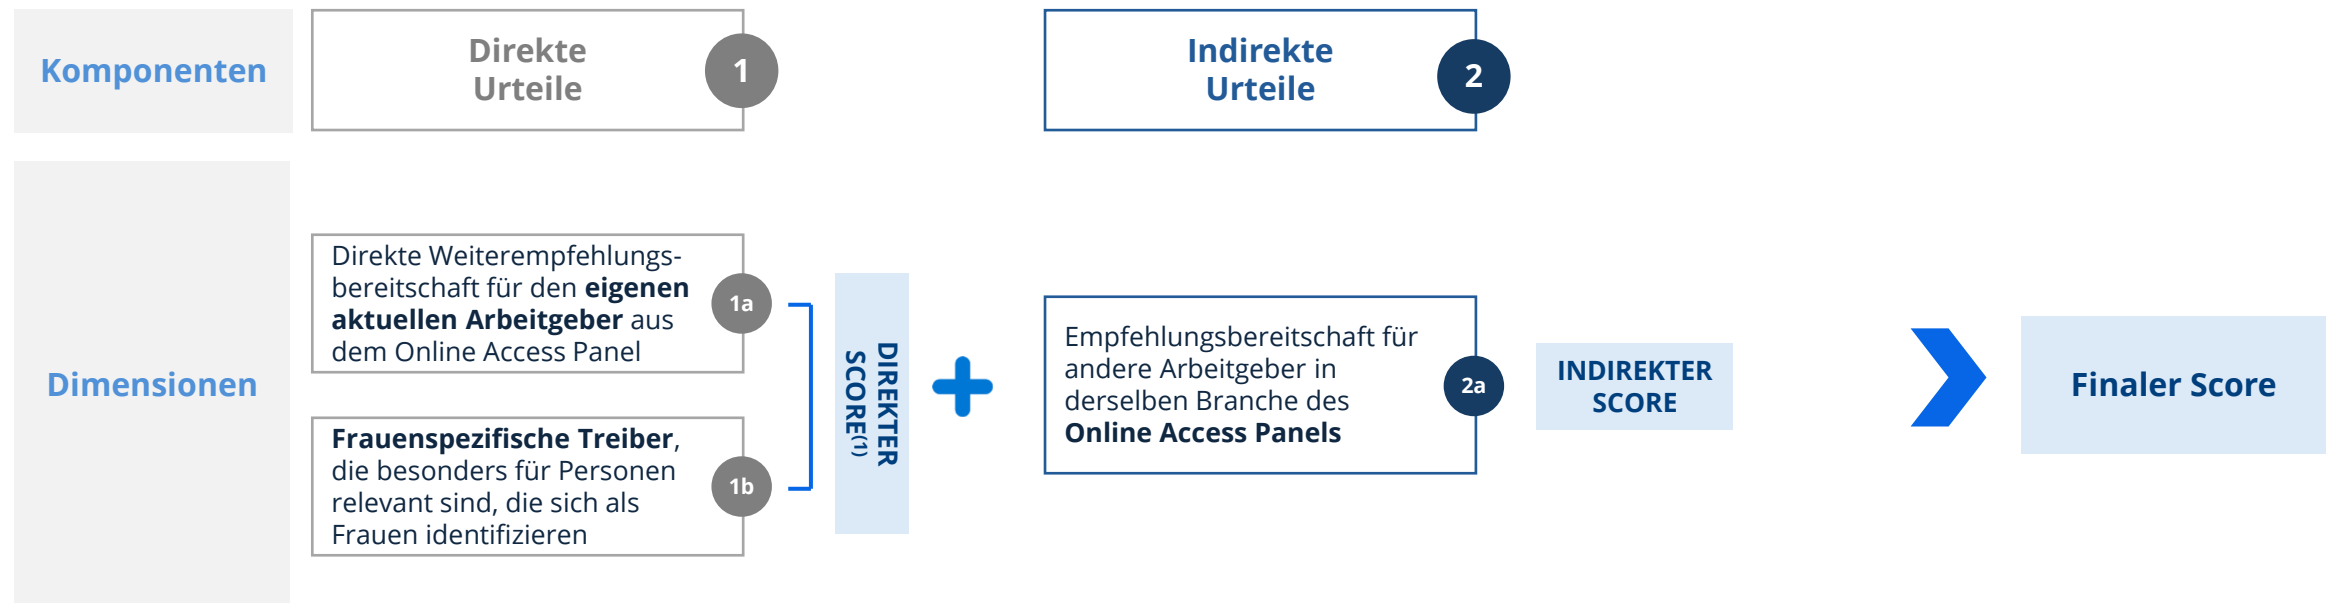 Komponenten
Direkte
Urteile
1
Indirekte
Urteile
2
Dimensionen
Direkte Weiterempfehlungs-
bereitschaft für den eigenen
aktuellen Arbeitgeber aus
dem Online Access Panel
1a
Frauenspezifische Treiber,
die besonders für Personen
relevant sind, die sich als
Frauen identifizieren
1b
DIREKTER
SCORE(1)
Empfehlungsbereitschaft für
andere Arbeitgeber in
derselben Branche des
Online Access Panels
2a
INDIREKTER
SCORE
Finaler Score